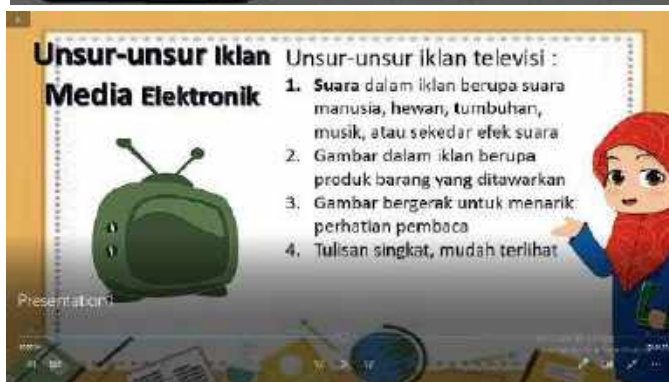 Unsur-unsur Iklan
Media Elektronik
Unsur-unsur iklan televisi :
1. Suara dalam iklan berupa suara
manusia, hewan, tumbuhan,
musik, atau sekedar efek suara
2. Gambar dalam iklan berupa
produk barang yang ditawarkan
3. Gambar bergerak untuk menarik
perhatian pembaca
4. Tulisan singkat, mudah terlihat
Presentation1